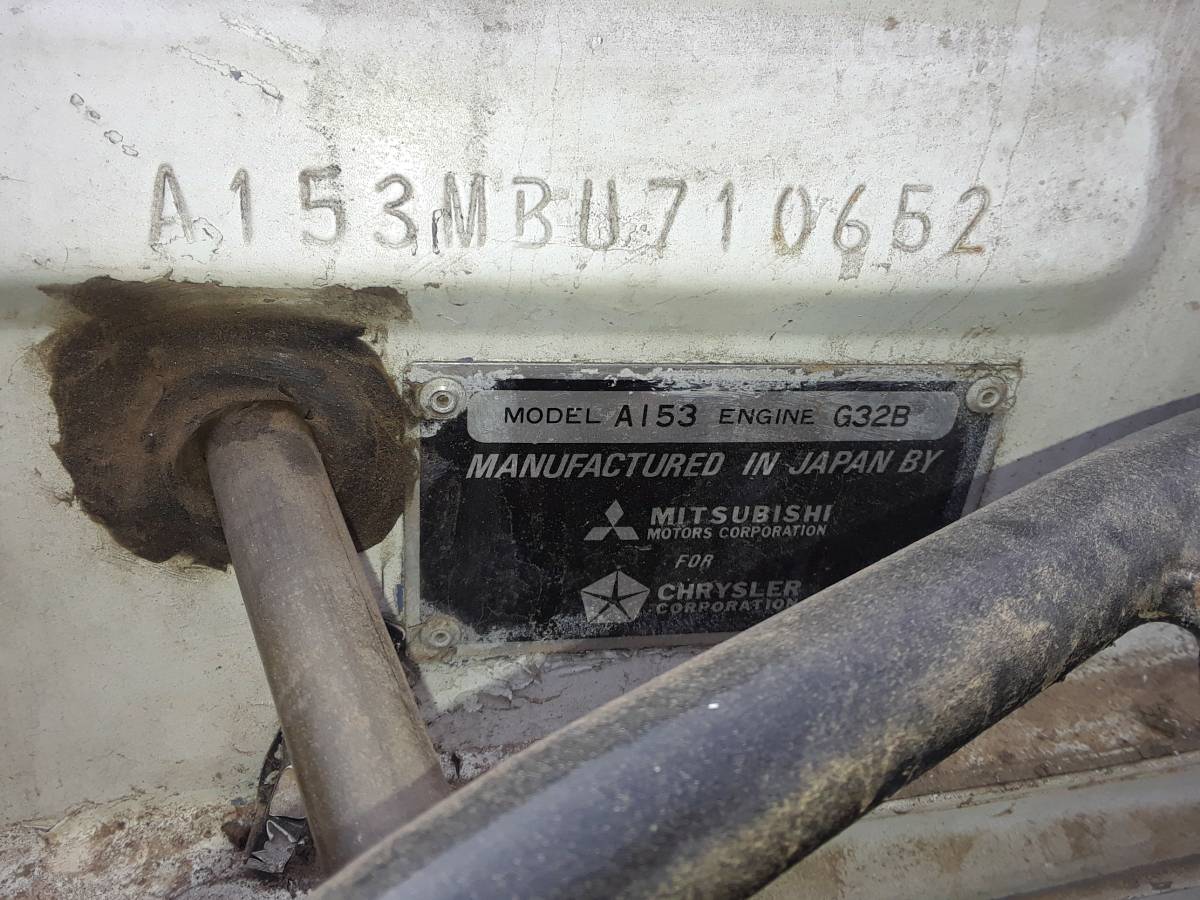 A153MBU710652
MODEL A153 ENGINE G32B
MANUFACTURED IN JAPAN BY
MITSUBISHI
MOTORS CORPORATION
FOR
CHRYSLER
CORPORATION